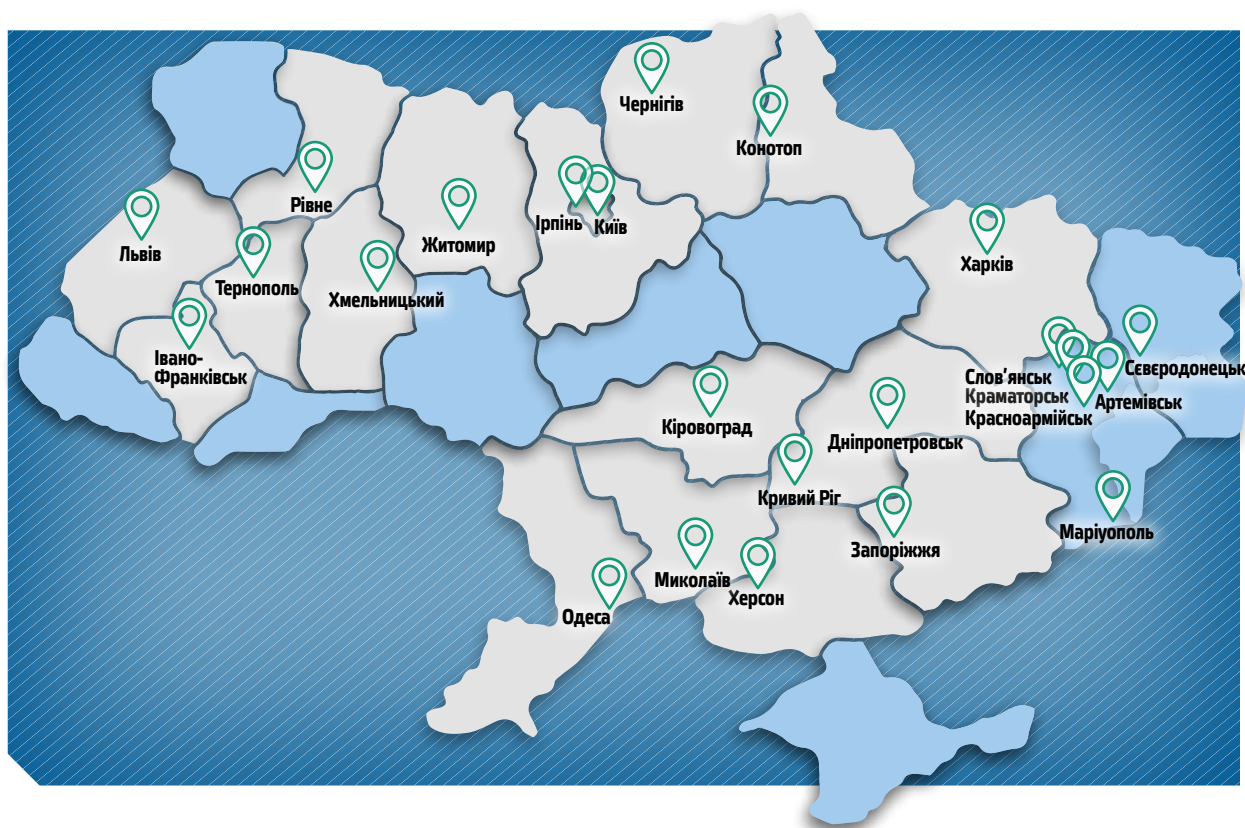 Чернігів
Конотоп
Рівне
Ірпінь
Київ
Житомир
Львів
Харків
Тернополь
Хмельницький
Івано-
Франківськ
Слов'янськ
Краматорськ
Красноармійськ
Сєвєродонецьк
Артемівськ
Кіровоград
Дніпропетровськ
Кривий Ріг
Маріуополь
Запоріжжя
Миколаїв
Херсон
Одеса